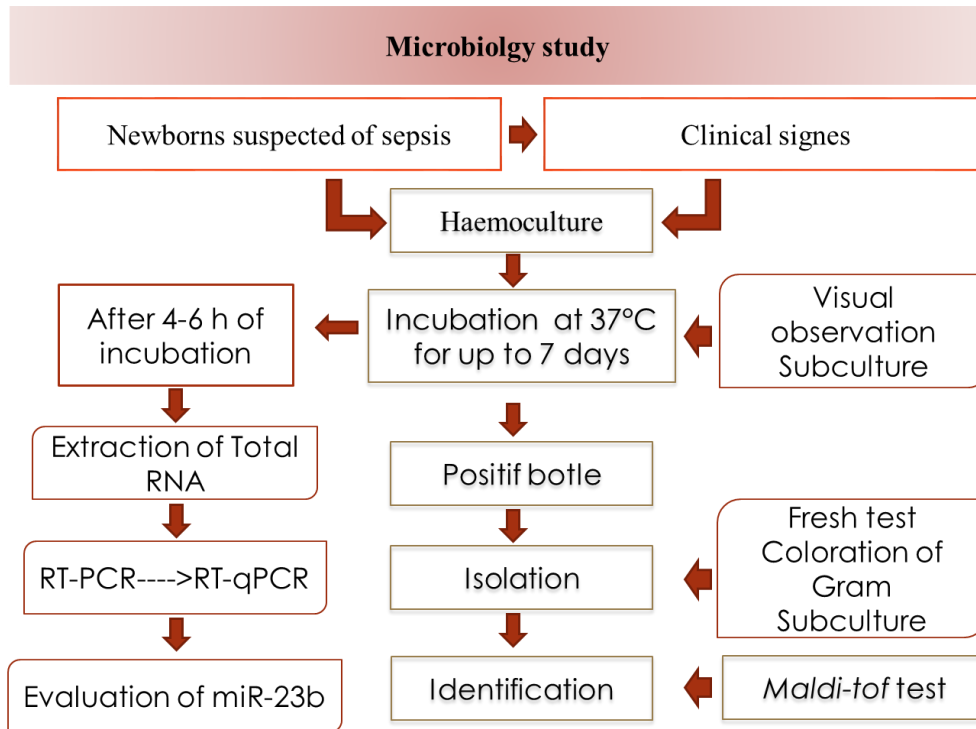 Microbiolgy study
Newborns suspected of sepsis
Clinical signes
Haemoculture
After 4-6 h of
incubation
Incubation at 37°C
for up to 7 days
Visual
observation
Subculture
Extraction of Total
RNA
Positif botle
RT-PCR---->RT-qPCR
Isolation
Fresh test
Coloration of
Gram
Subculture
Evaluation of miR-23b
Identification
Maldi-tof test